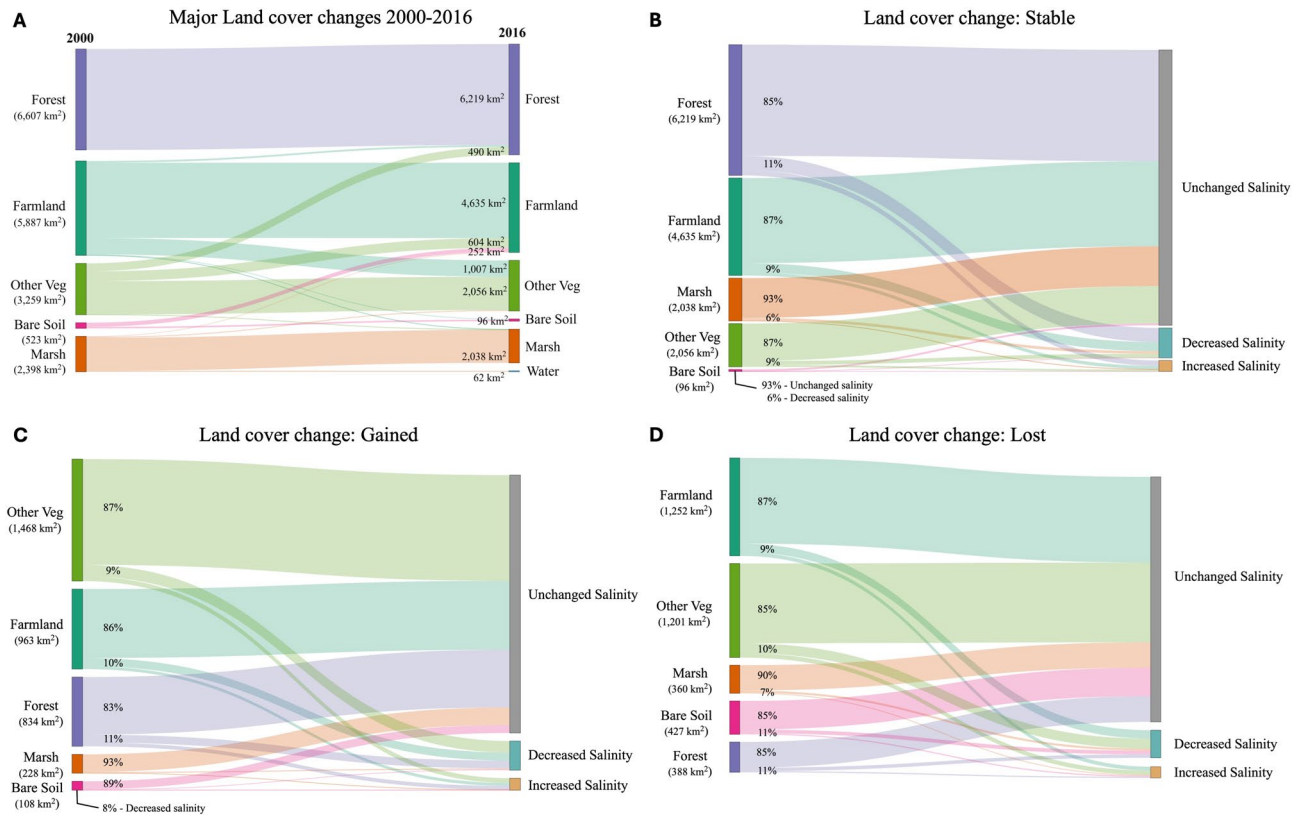 A
Major Land cover changes 2000-2016
2000
2016
Forest
(6,607 km²)
Farmland
(5,887 km²)
Other Veg
(3,259 km²)
Bare Soil
(523 km²)
Marsh
(2,398 km²)
6,219 km²
490 km²
4,635 km²
604 km²
252 km²
1,007 km²
2,056 km²
96 km²
2,038 km²
62 km²
Forest
Farmland
Other Veg
Bare Soil
Marsh
Water
B
Land cover change: Stable
Forest
(6,219 km²)
Farmland
(4,635 km²)
Marsh
(2,038 km²)
Other Veg
(2,056 km²)
Bare Soil
(96 km²)
85%
11%
87%
9%
93%
6%
87%
9%
93% - Unchanged salinity
6% - Decreased salinity
Unchanged Salinity
Decreased Salinity
Increased Salinity
C
Land cover change: Gained
Other Veg
(1,468 km²)
Farmland
(963 km²)
Forest
(834 km²)
Marsh
(228 km²)
Bare Soil
(108 km²)
87%
9%
86%
10%
83%
11%
93%
89%
8% - Decreased salinity
Unchanged Salinity
Decreased Salinity
Increased Salinity
D
Land cover change: Lost
Farmland
(1,252 km²)
Other Veg
(1,201 km²)
Marsh
(360 km²)
Bare Soil
(427 km²)
Forest
(388 km²)
87%
9%
85%
10%
90%
7%
85%
11%
85%
11%
Unchanged Salinity
Decreased Salinity
Increased Salinity